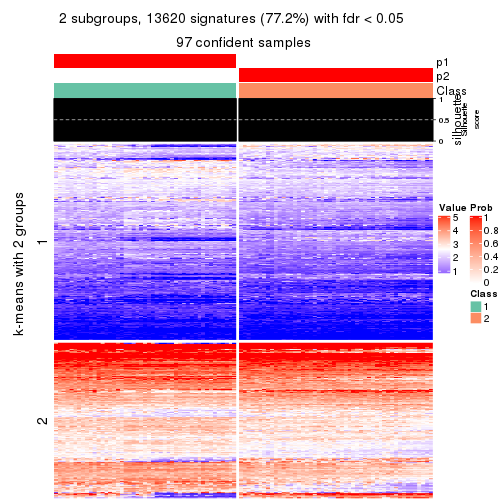 2 subgroups, 13620 signatures (77.2%) with fdr < 0.05
97 confident samples
p1
p2
Class
1
0.5
0
silhouette
Silhouette
score
k-means with 2 groups
1
2
Value
5
4
3
2
1
Prob
1
0.8
0.6
0.4
0.2
0
Class
1
2